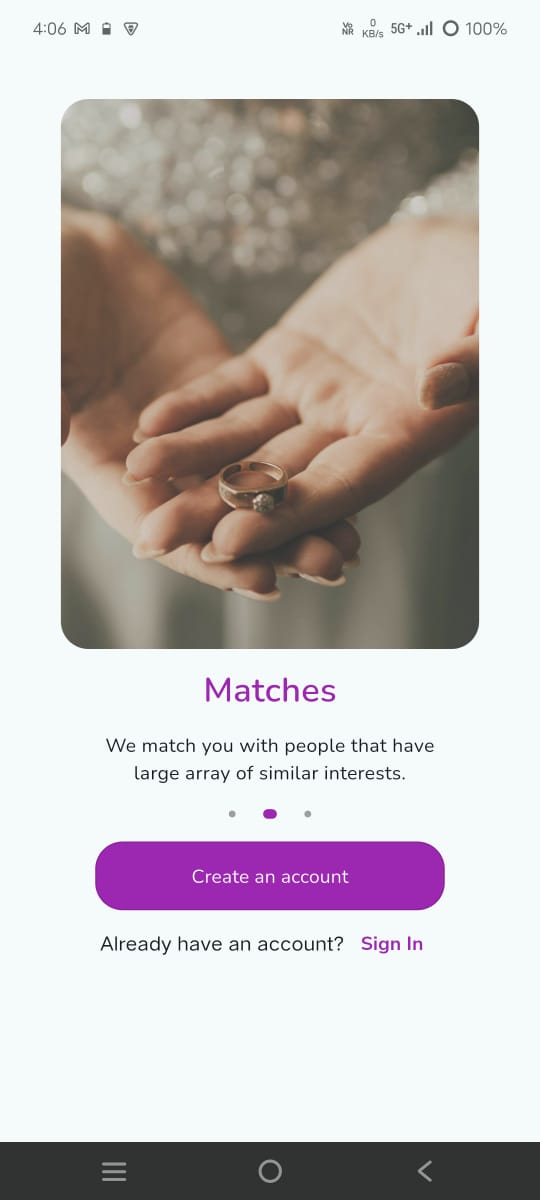 4:06
Vo
NR
0
KB/s
5G+
100%
Matches
We match you with people that have
large array of similar interests.
Create an account
Already have an account? Sign In